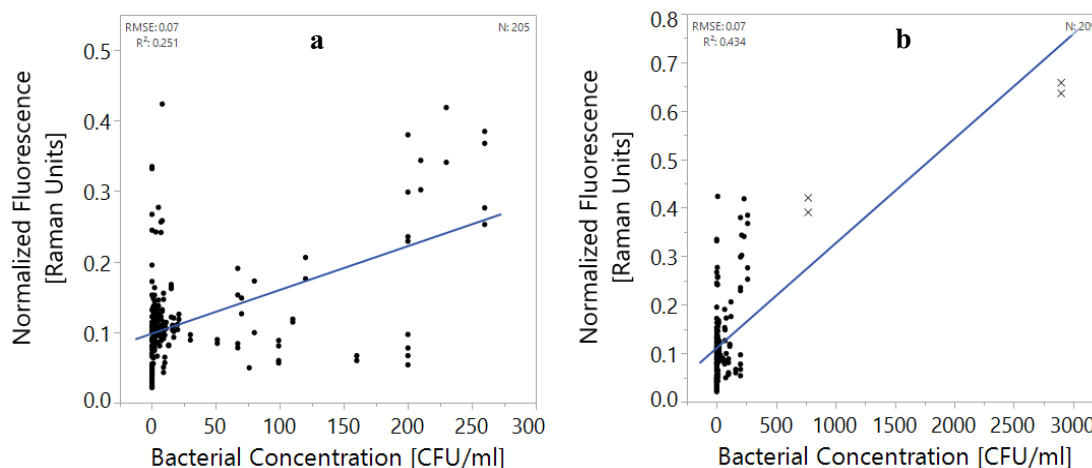 RMSE: 0.07
R²: 0.251
a
N: 205
0.5
0.4
0.3
0.2
0.1
0.0
Normalized Fluorescence
[Raman Units]
0 50 100 150 200 250 300
Bacterial Concentration [CFU/ml]
RMSE: 0.07
R²: 0.434
b
N: 209
0.8
0.7
0.6
0.5
0.4
0.3
0.2
0.1
0.0
Normalized Fluorescence
[Raman Units]
0 500 1000 1500 2000 2500 3000
Bacterial Concentration [CFU/ml]